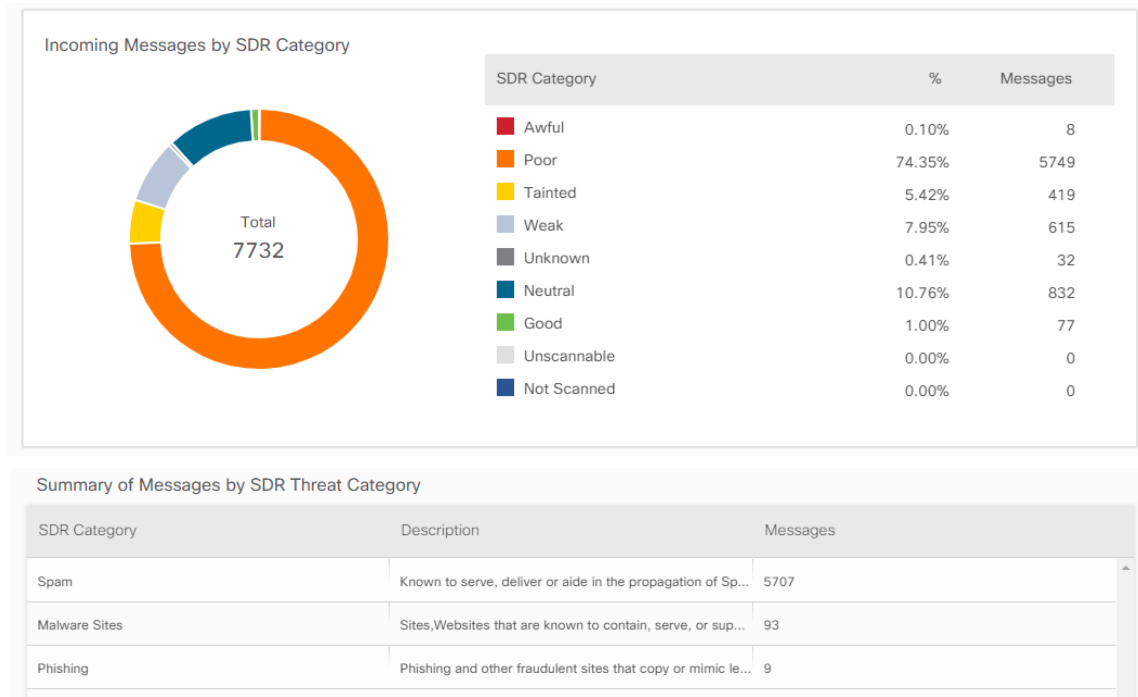 Incoming Messages by SDR Category
SDR Category % Messages
Awful 0.10% 8
Poor 74.35% 5749
Tainted 5.42% 419
Weak 7.95% 615
Unknown 0.41% 32
Neutral 10.76% 832
Good 1.00% 77
Unscannable 0.00% 0
Not Scanned 0.00% 0
Total
7732
Summary of Messages by SDR Threat Category
SDR Category Description Messages
Spam Known to serve, deliver or aide in the propagation of Sp... 5707
Malware Sites Sites,Websites that are known to contain, serve, or sup... 93
Phishing Phishing and other fraudulent sites that copy or mimic le... 9